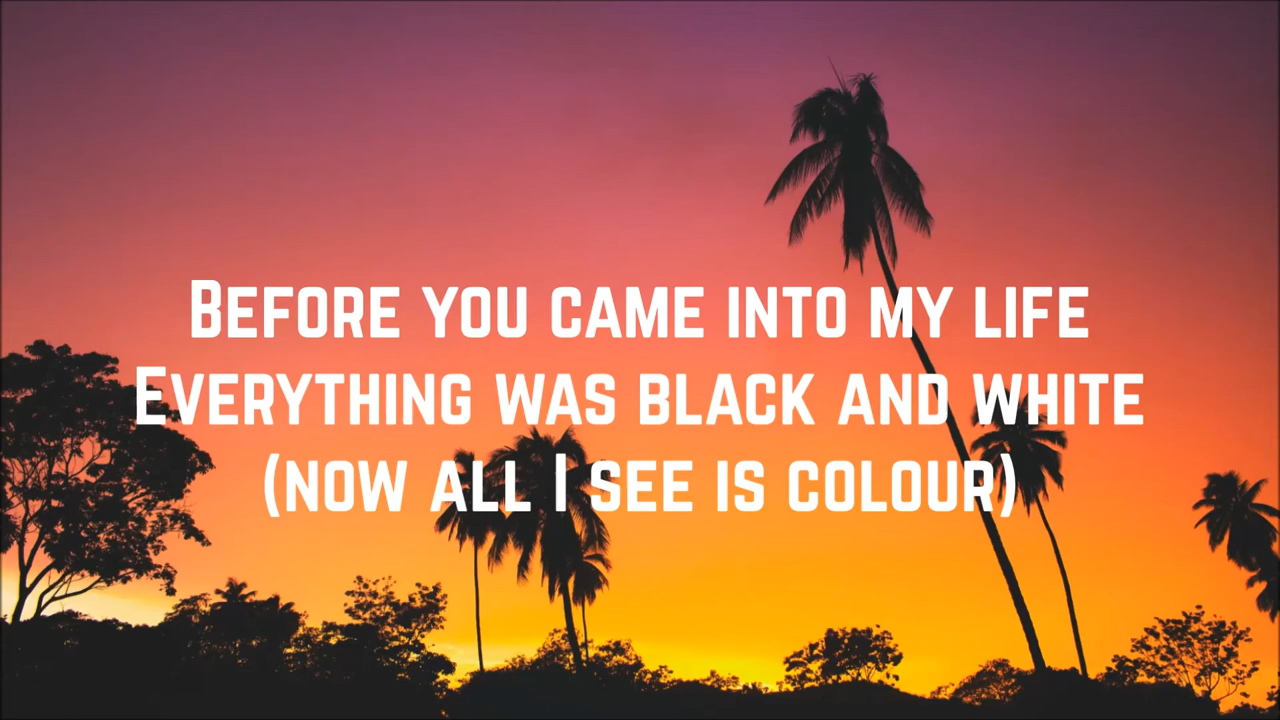 Before you came into my life
Everything was black and white
(now all I see is colour)